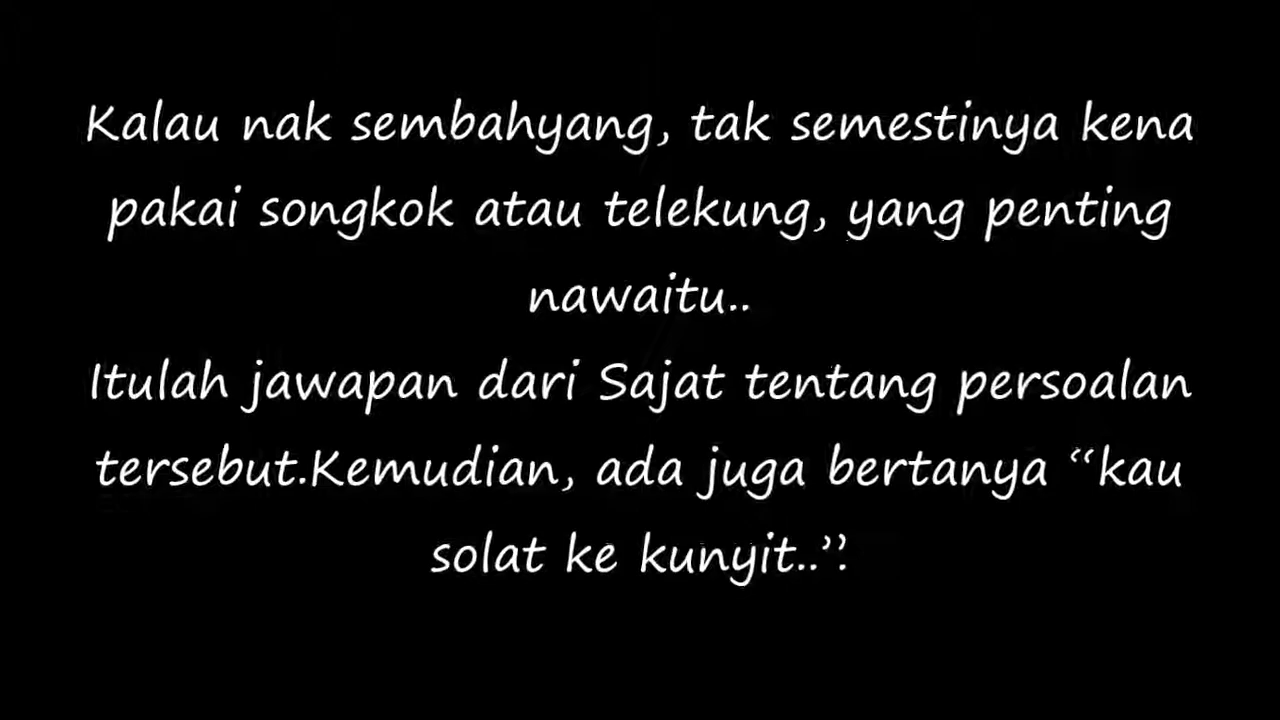 Kalau nak sembahyang, tak semestinya kena
pakai songkok atau telekung, yang penting
nawaitu..
Itulah jawapan dari Sajat tentang persoalan
tersebut.Kemudian, ada juga bertanya “kau
solat ke kunyit..”?